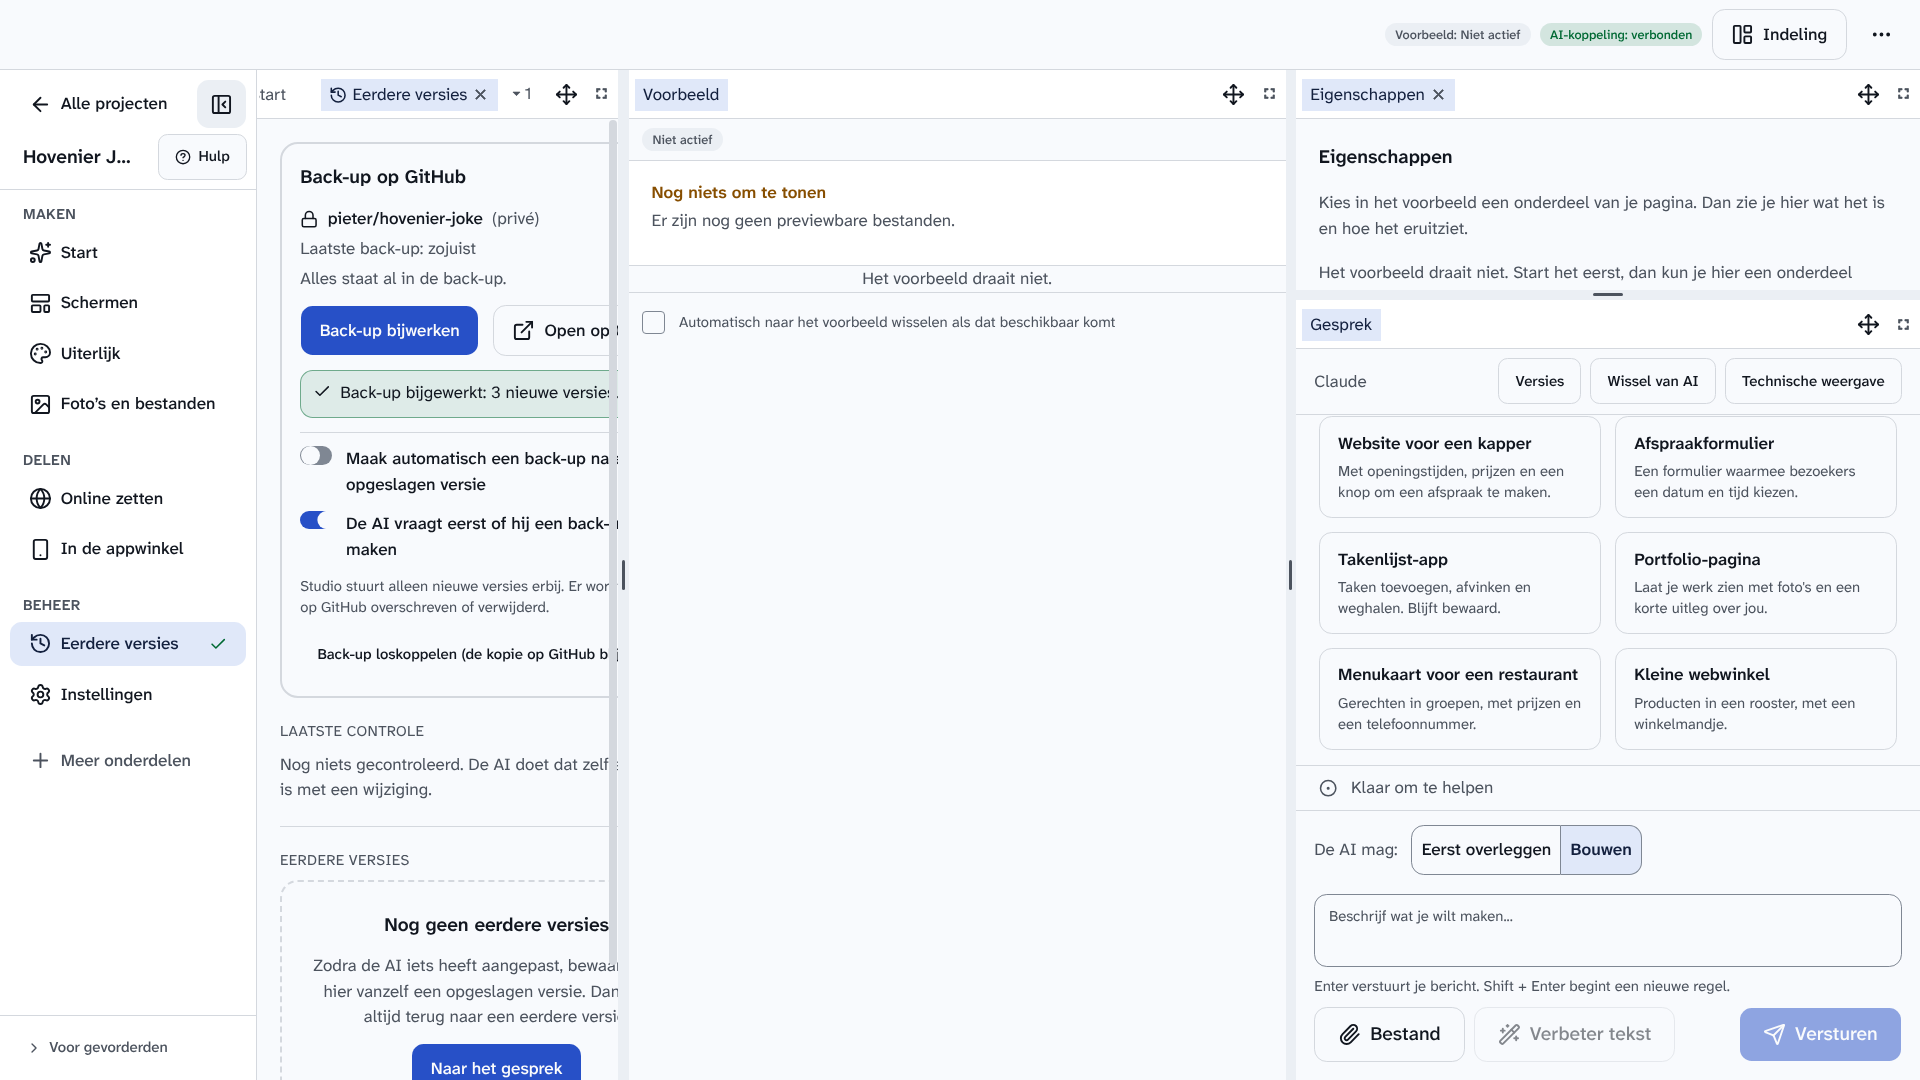 Voorbeeld: Niet actief
AI-koppeling: verbonden
Indeling
Alle projecten
Hovenier J...
Hulp
MAKEN
Start
Schermen
Uiterlijk
Foto's en bestanden
DELEN
Online zetten
In de appwinkel
BEHEER
Eerdere versies
Instellingen
Meer onderdelen
Voor gevorderden
tart
Eerdere versies
1
Back-up op GitHub
pieter/hovenier-joke (privé)
Laatste back-up: zojuist
Alles staat al in de back-up.
Back-up bijwerken
Open op
Back-up bijgewerkt: 3 nieuwe versies
Maak automatisch een back-up na
opgeslagen versie
De AI vraagt eerst of hij een back-
maken
Studio stuurt alleen nieuwe versies erbij. Er
op GitHub overschreven of verwijderd.
Back-up loskoppelen (de kopie op GitHub
LAATSTE CONTROLE
Nog niets gecontroleerd. De AI doet dat zelf
is met een wijziging.
EERDERE VERSIES
Nog geen eerdere versies
Zodra de AI iets heeft aangepast,
hier vanzelf een opgeslagen versie.
altijd terug naar een eerdere
Naar het gesprek
Voorbeeld
Niet actief
Nog niets om te tonen
Er zijn nog geen previewbare bestanden.
Het voorbeeld draait niet.
Automatisch naar het voorbeeld wisselen als dat beschikbaar komt
Eigenschappen
Eigenschappen
Kies in het voorbeeld een onderdeel van je pagina. Dan zie je hier wat het is
en hoe het eruitziet.
Het voorbeeld draait niet. Start het eerst, dan kun je hier een onderdeel
Gesprek
Claude
Versies
Wissel van AI
Technische weergave
Website voor een kapper
Met openingstijden, prijzen en een
knop om een afspraak te maken.
Afspraakformulier
Een formulier waarmee bezoekers
een datum en tijd kiezen.
Takenlijst-app
Taken toevoegen, afvinken en
weghalen. Blijft bewaard.
Portfolio-pagina
Laat je werk zien met foto's en een
korte uitleg over jou.
Menukaart voor een restaurant
Gerechten in groepen, met prijzen en
een telefoonnummer.
Kleine webwinkel
Producten in een rooster, met een
winkelmandje.
Klaar om te helpen
De AI mag:
Eerst overleggen
Bouwen
Beschrijf wat je wilt maken...
Enter verstuurt je bericht. Shift + Enter begint een nieuwe regel.
Bestand
Verbeter tekst
Versturen